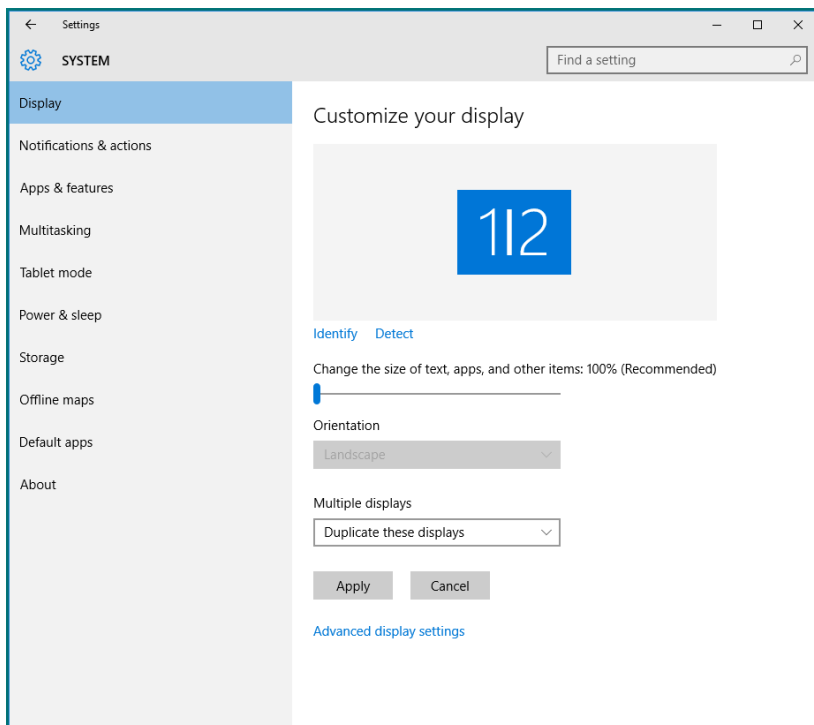 Settings
SYSTEM
Find a setting
Display
Notifications & actions
Apps & features
Multitasking
Tablet mode
Power & sleep
Storage
Offline maps
Default apps
About
Customize your display
1|2
Identify Detect
Change the size of text, apps, and other items: 100% (Recommended)
Orientation
Landscape
Multiple displays
Duplicate these displays
Apply Cancel
Advanced display settings